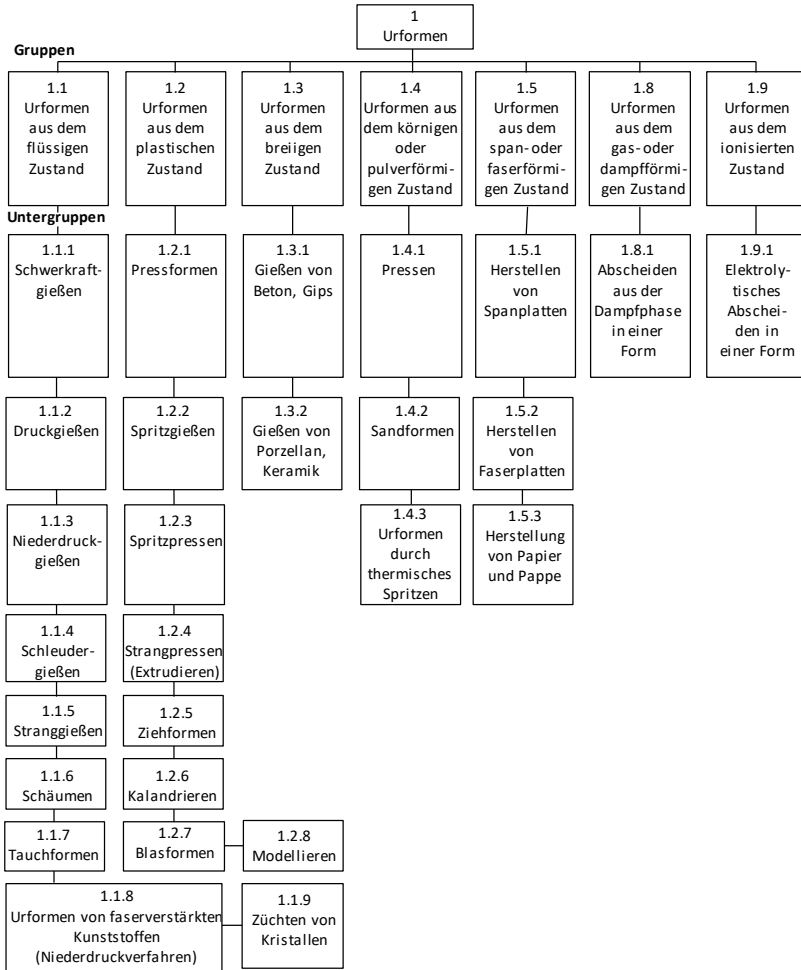 1
Urformen
Gruppen
1.1
Urformen
aus dem
flüssigen
Zustand
1.2
Urformen
aus dem
plastischen
Zustand
1.3
Urformen
aus dem
breiigen
Zustand
1.4
Urformen aus
dem körnigen
oder
pulverförmi
gen Zustand
1.5
Urformen
aus dem
span- oder
faserförmi
gen Zustand
1.8
Urformen
aus dem
gas- oder
dampfförmi
gen Zustand
1.9
Urformen
aus dem
ionisierten
Zustand
Untergruppen
1.1.1
Schwerkraft-
gießen
1.2.1
Pressformen
1.3.1
Gießen von
Beton, Gips
1.4.1
Pressen
1.5.1
Herstellen
von
Spanplatten
1.8.1
Abscheiden
aus der
Dampfphase
in einer
Form
1.9.1
Elektroly-
tisches
Abschei-
den in
einer Form
1.1.2
Druckgießen
1.2.2
Spritzgießen
1.3.2
Gießen von
Porzellan,
Keramik
1.4.2
Sandformen
1.5.2
Herstellen
von
Faserplatten
1.1.3
Niederdruck-
gießen
1.2.3
Spritzpressen
1.4.3
Urformen
durch
thermisches
Spritzen
1.5.3
Herstellung
von Papier
und Pappe
1.1.4
Schleuder-
gießen
1.2.4
Strangpressen
(Extrudieren)
1.1.5
Stranggießen
1.2.5
Ziehformen
1.1.6
Schäumen
1.2.6
Kalandrieren
1.1.7
Tauchformen
1.2.7
Blasformen
1.2.8
Modellieren
1.1.8
Urformen von faserverstärkten
Kunststoffen
(Niederdruckverfahren)
1.1.9
Züchten von
Kristallen